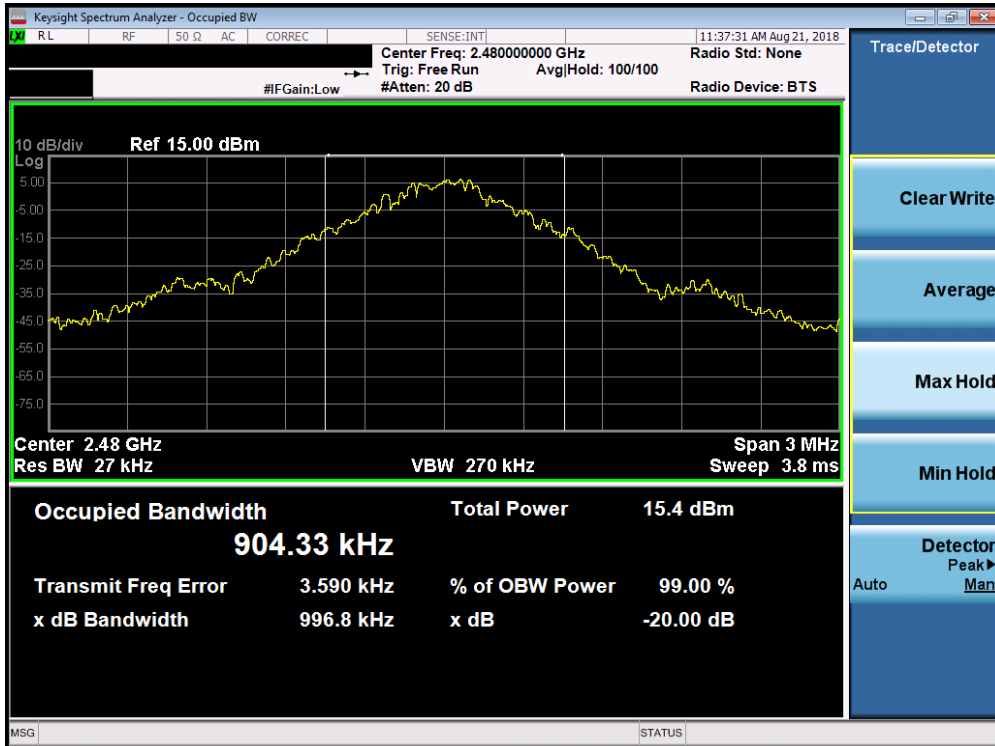 Keysight Spectrum Analyzer - Occupied BW
LXI RL RF 50 Ω AC CORREC SENSE:INT 11:37:31 AM Aug 21, 2018
Center Freq: 2.480000000 GHz Radio Std: None
Trig: Free Run Avg|Hold: 100/100
#IFGain:Low #Atten: 20 dB Radio Device: BTS
Trace/Detector
10 dB/div Ref 15.00 dBm
Log
5.00
-5.00
-15.0
-25.0
-35.0
-45.0
-55.0
-65.0
-75.0
Center 2.48 GHz Span 3 MHz
Res BW 27 kHz VBW 270 kHz Sweep 3.8 ms
Occupied Bandwidth Total Power 15.4 dBm
904.33 kHz
Transmit Freq Error 3.590 kHz % of OBW Power 99.00 %
x dB Bandwidth 996.8 kHz x dB -20.00 dB
Clear Write
Average
Max Hold
Min Hold
Detector
Peak▶
Auto Man
MSG STATUS